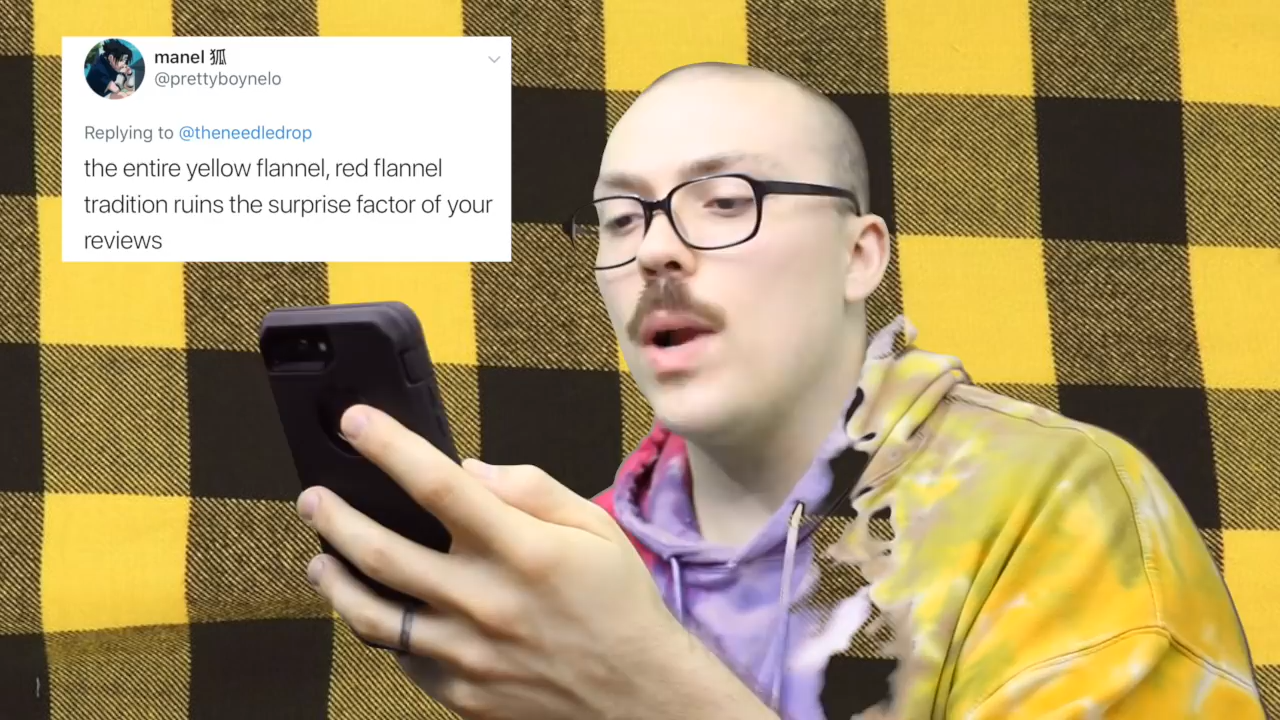 manel 狐
@prettyboynelo
Replying to @theneedledrop
the entire yellow flannel, red flannel
tradition ruins the surprise factor of your
reviews